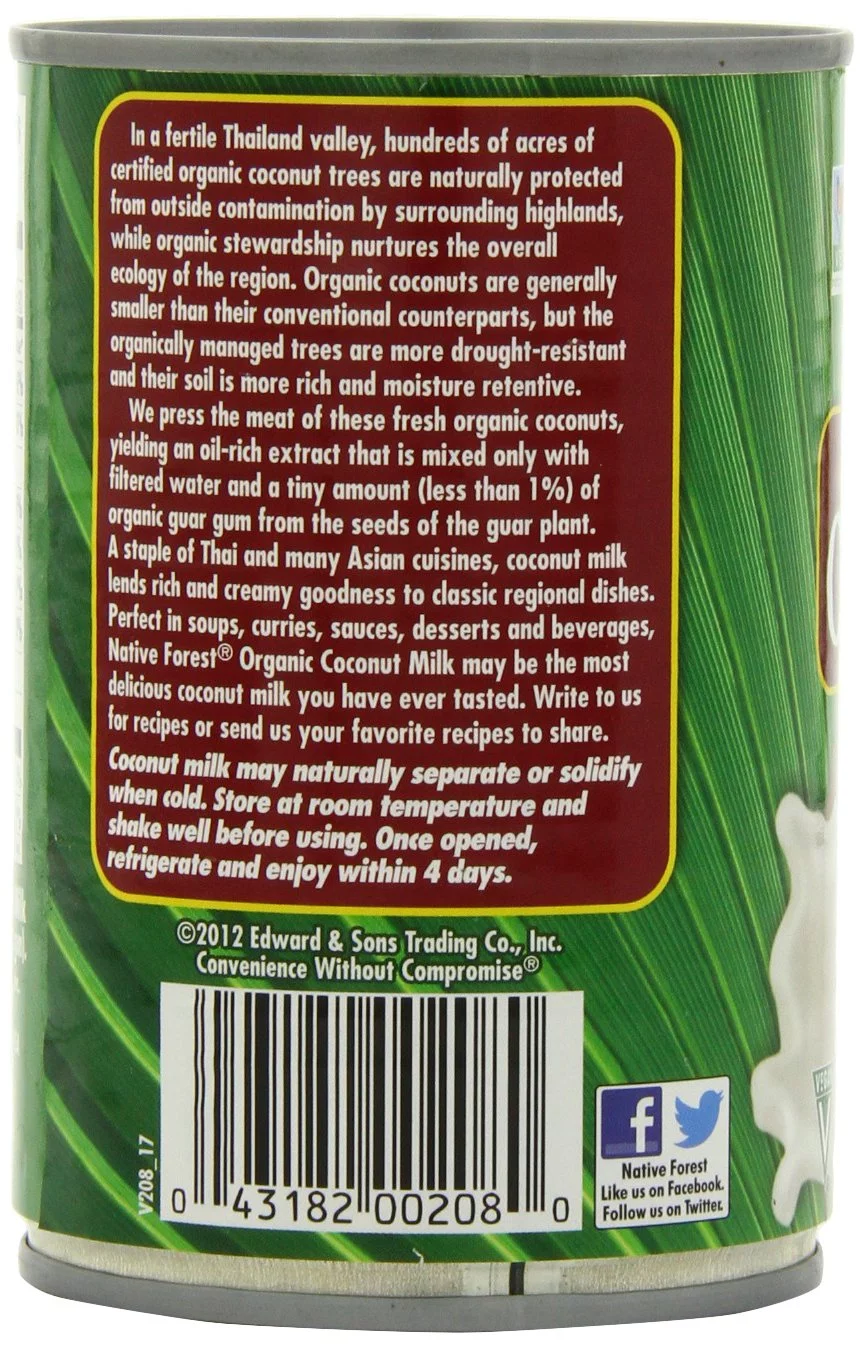 In a fertile Thailand valley, hundreds of acres of
certified organic coconut trees are naturally protected
from outside contamination by surrounding highlands,
while organic stewardship nurtures the overall
ecology of the region. Organic coconuts are generally
smaller than their conventional counterparts, but the
organically managed trees are more drought-resistant
and their soil is more rich and moisture retentive.
We press the meat of these fresh organic coconuts,
yielding an oil-rich extract that is mixed only with
filtered water and a tiny amount (less than 1%) of
organic guar gum from the seeds of the guar plant.
A staple of Thai and many Asian cuisines, coconut milk
lends rich and creamy goodness to classic regional dishes.
Perfect in soups, curries, sauces, desserts and beverages,
Native Forest® Organic Coconut Milk may be the most
delicious coconut milk you have ever tasted. Write to us
for recipes or send us your favorite recipes to share.
Coconut milk may naturally separate or solidify
when cold. Store at room temperature and
shake well before using. Once opened,
refrigerate and enjoy within 4 days.
©2012 Edward & Sons Trading Co., Inc.
Convenience Without Compromise®
V208_17
0 43182 00208 0
f
Native Forest
Like us on Facebook.
Follow us on Twitter.